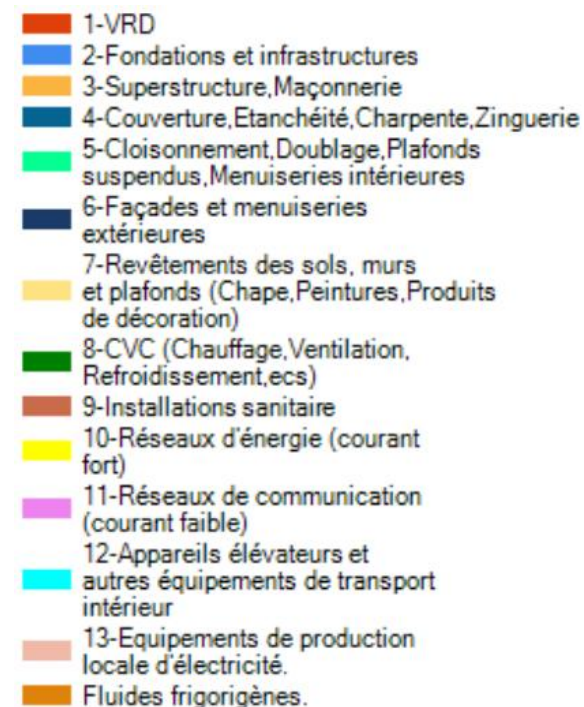 1-VRD
2-Fondations et infrastructures
3-Superstructure,Maçonnerie
4-Couverture,Etanchéité,Charpente,Zinguerie
5-Cloisonnement,Doublage,Plafonds
suspendus,Menuiseries intérieures
6-Façades et menuiseries
extérieures
7-Revêtements des sols, murs
et plafonds (Chape,Peintures,Produits
de décoration)
8-CVC (Chauffage,Ventilation,
Refroidissement,ecs)
9-Installations sanitaire
10-Réseaux d'énergie (courant
fort)
11-Réseaux de communication
(courant faible)
12-Appareils élévateurs et
autres équipements de transport
intérieur
13-Equipements de production
locale d'électricité.
Fluides frigorigènes.